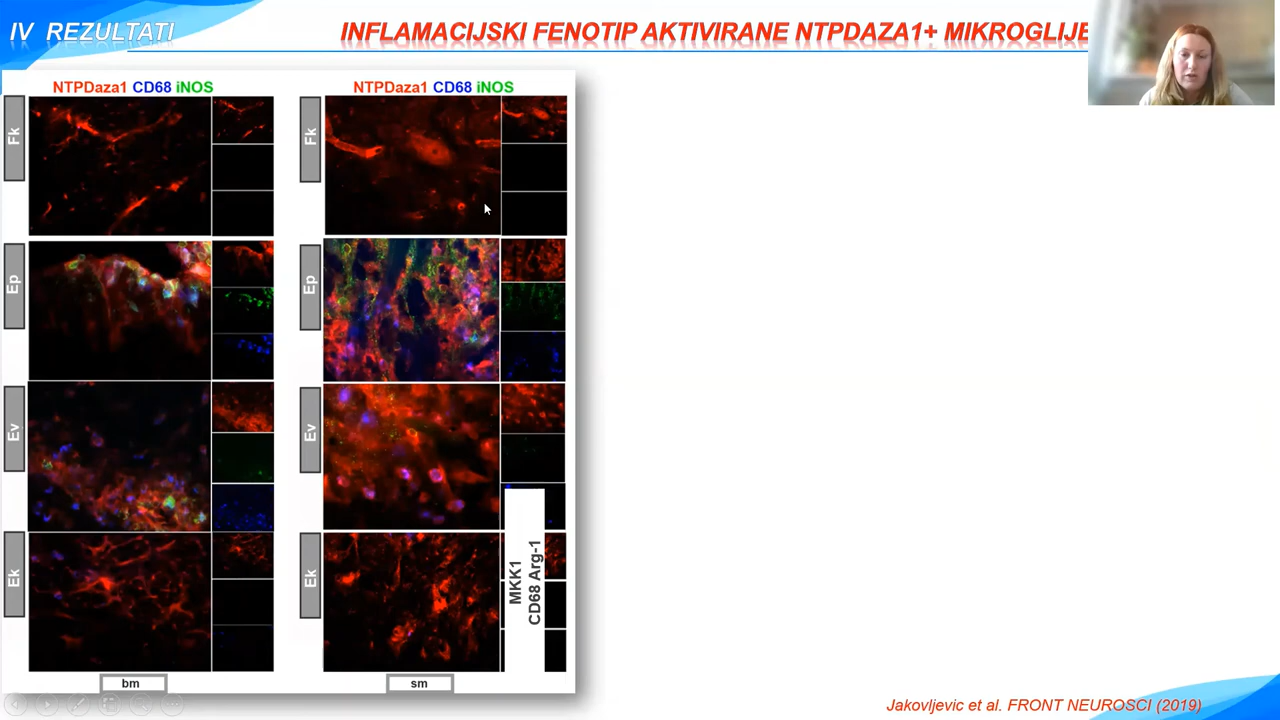 IV REZULTATI
INFLAMACIJSKI FENOTIP AKTIVIRANE NTPDAZA1+ MIKROGLIJE
NTPDaza1 CD68 iNOS
NTPDaza1 CD68 iNOS
Fk
Fk
Ep
Ep
Ev
Ev
Ek
Ek
MKK1
CD68 Arg-1
bm
sm
Jakovljevic et al. FRONT NEUROSCI (2019)